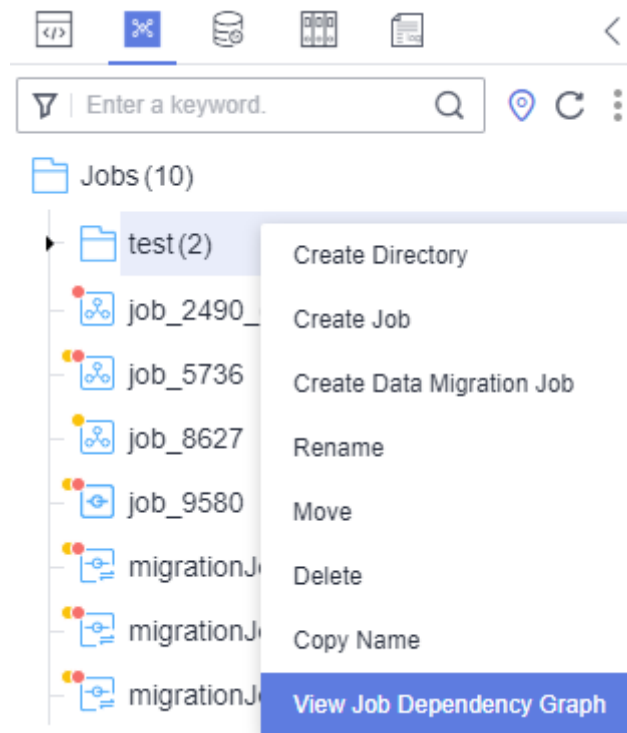 Enter a keyword.
Jobs (10)
test (2)
Create Directory
job_2490_
Create Job
job_5736
Create Data Migration Job
job_8627
Rename
job_9580
Move
migrationJ
Delete
migrationJ
Copy Name
migrationJ
View Job Dependency Graph